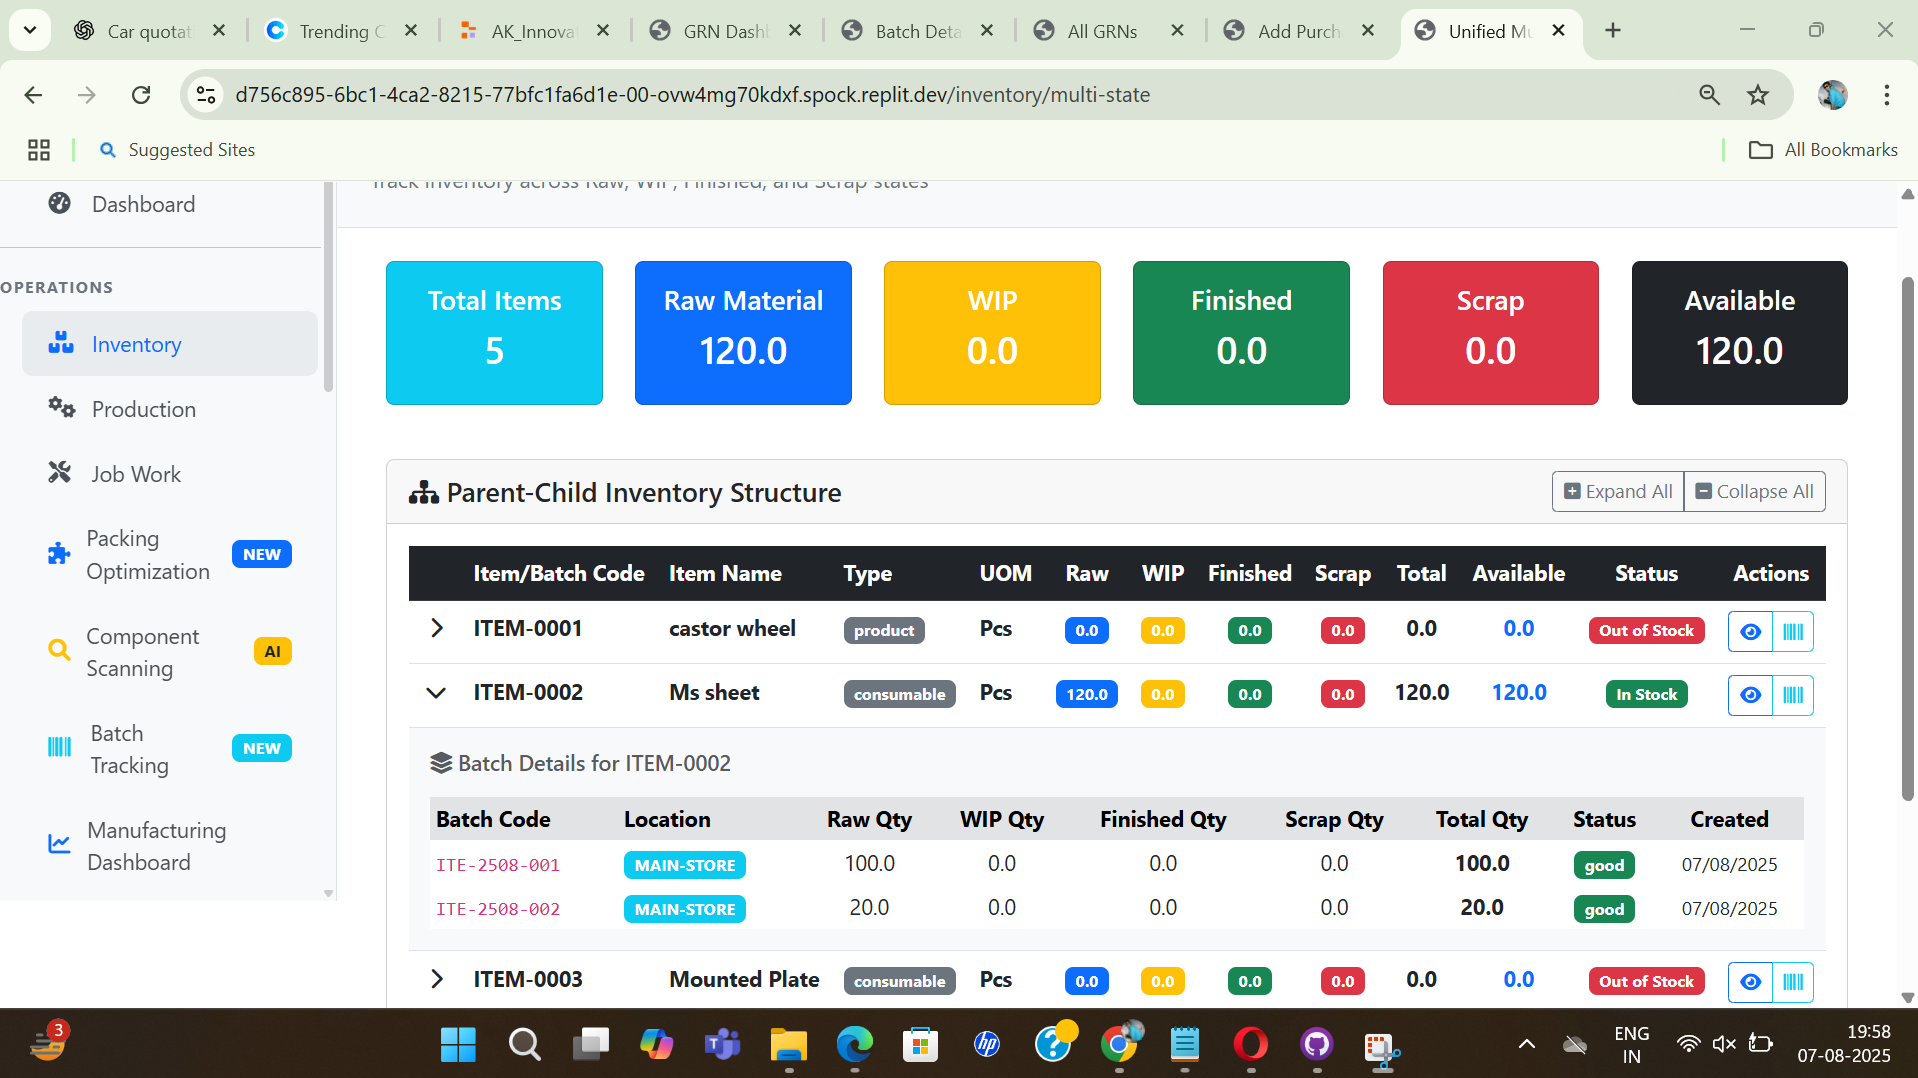 Car quotat
Trending C
AK_Innova
GRN Dash
Batch Deta
All GRNs
Add Purch
Unified Mu
d756c895-6bc1-4ca2-8215-77bfc1fa6d1e-00-ovw4mg70kdxf.spock.replit.dev/inventory/multi-state
Suggested Sites
All Bookmarks
Track inventory across Raw, WIP, Finished, and Scrap states
Dashboard
OPERATIONS
Inventory
Production
Job Work
Packing
Optimization
NEW
Component
Scanning
AI
Batch
Tracking
NEW
Manufacturing
Dashboard
Total Items
5
Raw Material
120.0
WIP
0.0
Finished
0.0
Scrap
0.0
Available
120.0
Parent-Child Inventory Structure
Expand All
Collapse All
Item/Batch Code Item Name Type UOM Raw WIP Finished Scrap Total Available Status Actions
ITEM-0001 castor wheel product Pcs 0.0 0.0 0.0 0.0 0.0 0.0 Out of Stock
ITEM-0002 Ms sheet consumable Pcs 120.0 0.0 0.0 0.0 120.0 120.0 In Stock
Batch Details for ITEM-0002
Batch Code Location Raw Qty WIP Qty Finished Qty Scrap Qty Total Qty Status Created
ITE-2508-001 MAIN-STORE 100.0 0.0 0.0 0.0 100.0 good 07/08/2025
ITE-2508-002 MAIN-STORE 20.0 0.0 0.0 0.0 20.0 good 07/08/2025
ITEM-0003 Mounted Plate consumable Pcs 0.0 0.0 0.0 0.0 0.0 0.0 Out of Stock
3
ENG
IN
19:58
07-08-2025